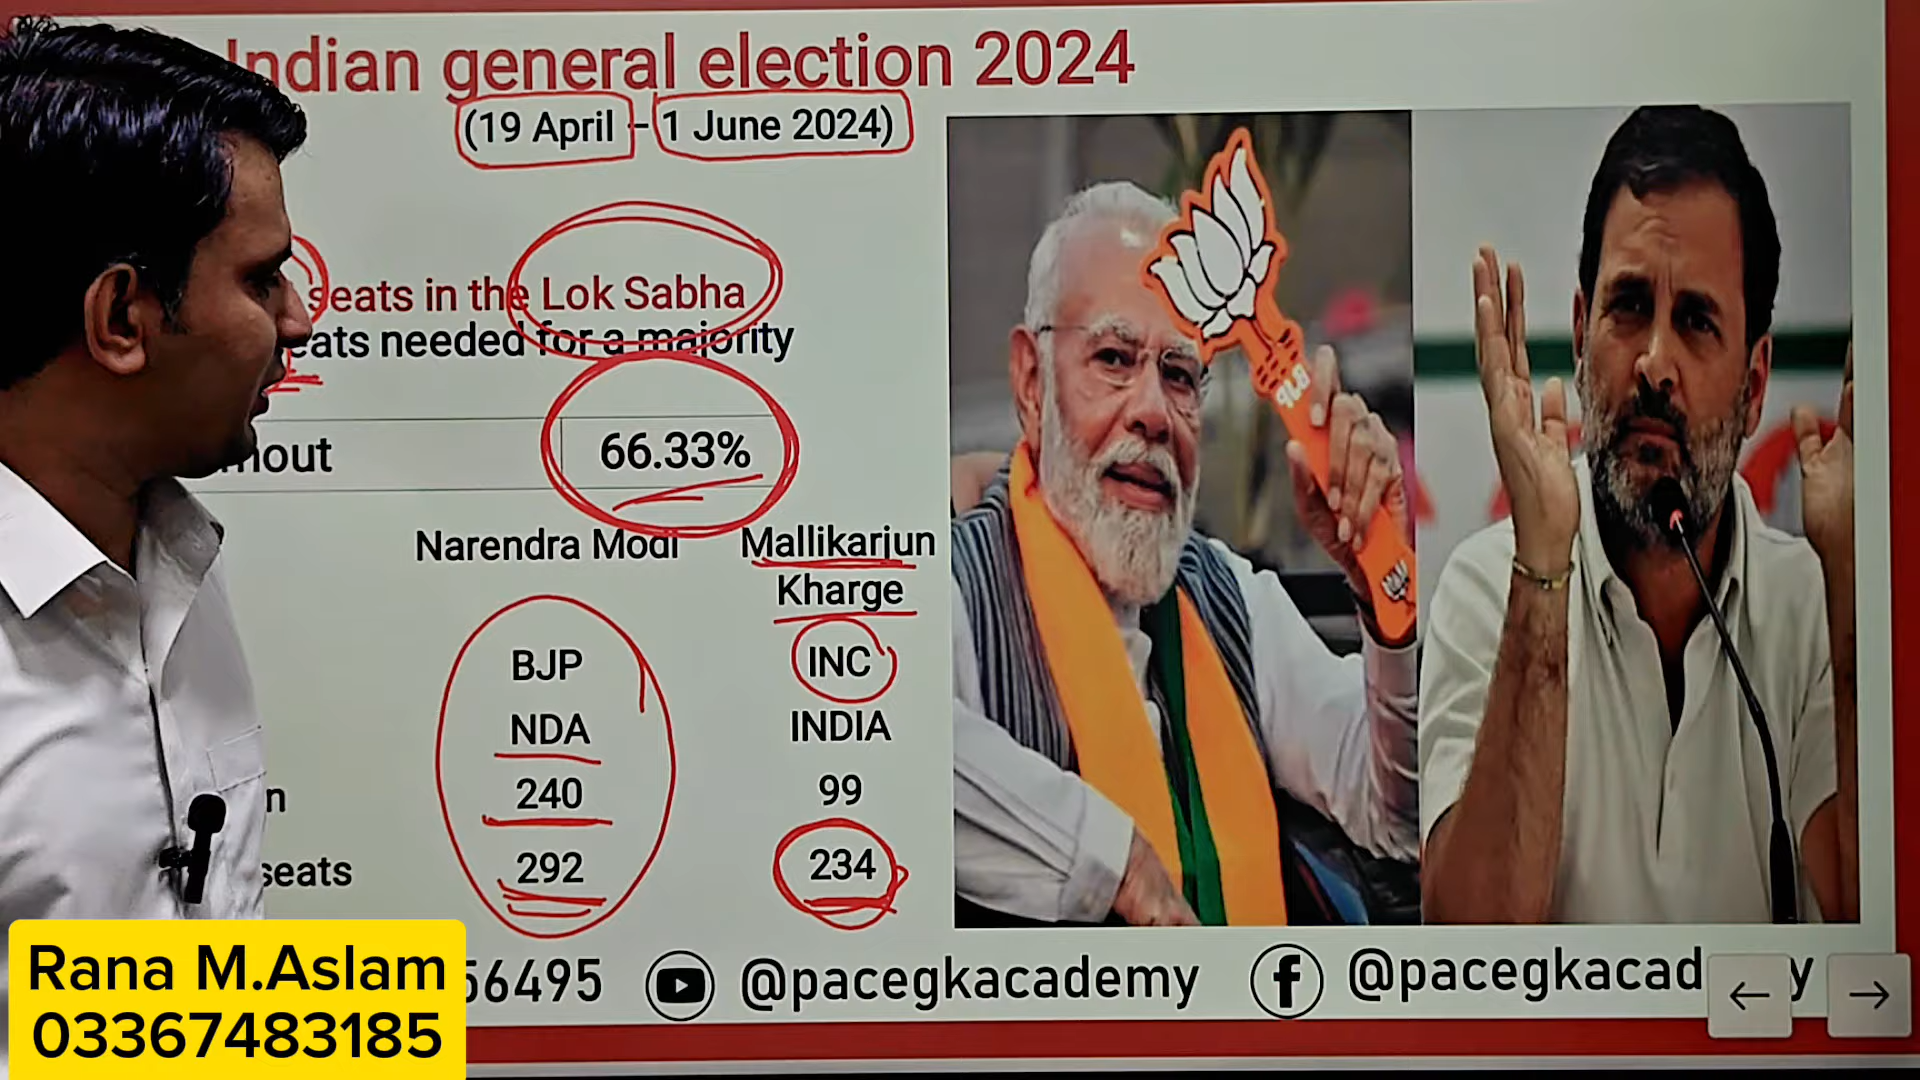 Indian general election 2024
(19 April – 1 June 2024)
seats in the Lok Sabha
eats needed for a majority
nout 66.33%
Narendra Modi Mallikarjun
Kharge
BJP INC
NDA INDIA
n 240 99
seats 292 234
56495 @pacegkacademy @pacegkacad y
Rana M.Aslam
03367483185
BJP